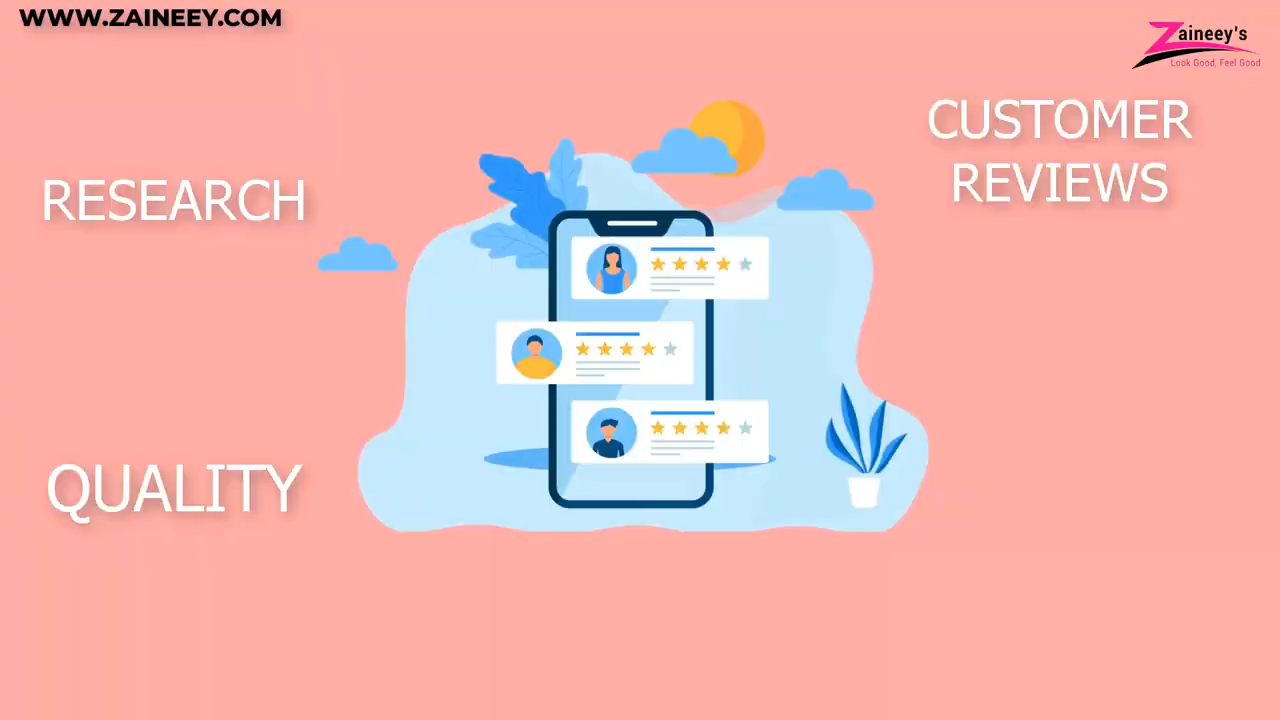 WWW.ZAINEEY.COM
Zaineey's
Look Good, Feel Good
CUSTOMER
REVIEWS
RESEARCH
QUALITY